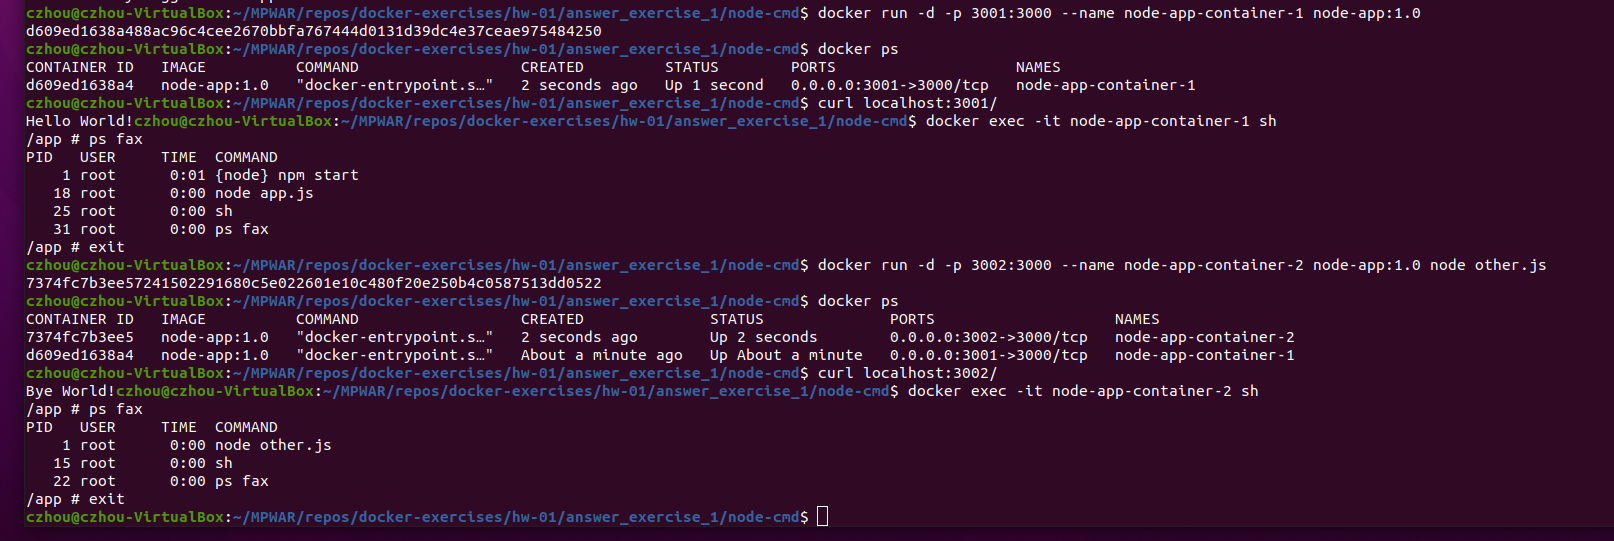 czhou@czhou-VirtualBox:~/MPWAR/repos/docker-exercises/hw-01/answer_exercise_1/node-cmd$ docker run -d -p 3001:3000 --name node-app-container-1 node-app:1.0
d609ed1638a488ac96c4cee2670bbfa767444d0131d39dc4e37ceae975484250
czhou@czhou-VirtualBox:~/MPWAR/repos/docker-exercises/hw-01/answer_exercise_1/node-cmd$ docker ps
CONTAINER ID   IMAGE          COMMAND                  CREATED         STATUS        PORTS                    NAMES
d609ed1638a4   node-app:1.0   "docker-entrypoint.s…"   2 seconds ago   Up 1 second   0.0.0.0:3001->3000/tcp   node-app-container-1
czhou@czhou-VirtualBox:~/MPWAR/repos/docker-exercises/hw-01/answer_exercise_1/node-cmd$ curl localhost:3001/
Hello World!czhou@czhou-VirtualBox:~/MPWAR/repos/docker-exercises/hw-01/answer_exercise_1/node-cmd$ docker exec -it node-app-container-1 sh
/app # ps fax
PID   USER     TIME  COMMAND
    1 root      0:01 {node} npm start
   18 root      0:00 node app.js
   25 root      0:00 sh
   31 root      0:00 ps fax
/app # exit
czhou@czhou-VirtualBox:~/MPWAR/repos/docker-exercises/hw-01/answer_exercise_1/node-cmd$ docker run -d -p 3002:3000 --name node-app-container-2 node-app:1.0 node other.js
7374fc7b3ee57241502291680c5e022601e10c480f20e250b4c0587513dd0522
czhou@czhou-VirtualBox:~/MPWAR/repos/docker-exercises/hw-01/answer_exercise_1/node-cmd$ docker ps
CONTAINER ID   IMAGE          COMMAND                  CREATED              STATUS              PORTS                    NAMES
7374fc7b3ee5   node-app:1.0   "docker-entrypoint.s…"   2 seconds ago        Up 2 seconds        0.0.0.0:3002->3000/tcp   node-app-container-2
d609ed1638a4   node-app:1.0   "docker-entrypoint.s…"   About a minute ago   Up About a minute   0.0.0.0:3001->3000/tcp   node-app-container-1
czhou@czhou-VirtualBox:~/MPWAR/repos/docker-exercises/hw-01/answer_exercise_1/node-cmd$ curl localhost:3002/
Bye World!czhou@czhou-VirtualBox:~/MPWAR/repos/docker-exercises/hw-01/answer_exercise_1/node-cmd$ docker exec -it node-app-container-2 sh
/app # ps fax
PID   USER     TIME  COMMAND
    1 root      0:00 node other.js
   15 root      0:00 sh
   22 root      0:00 ps fax
/app # exit
czhou@czhou-VirtualBox:~/MPWAR/repos/docker-exercises/hw-01/answer_exercise_1/node-cmd$